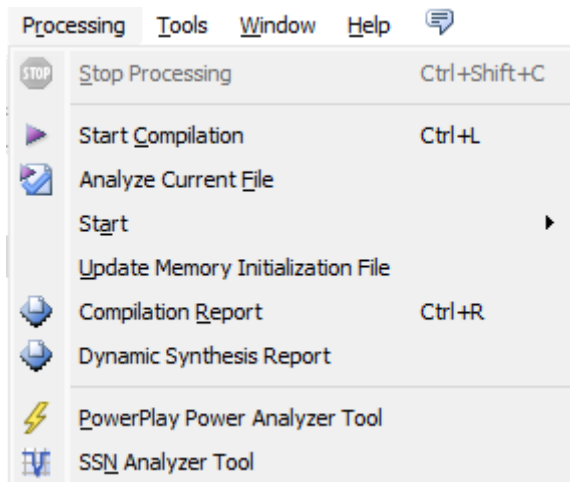 Processing Tools Window Help
STOP Stop Processing Ctrl+Shift+C
Start Compilation Ctrl+L
Analyze Current File
Start
Update Memory Initialization File
Compilation Report Ctrl+R
Dynamic Synthesis Report
PowerPlay Power Analyzer Tool
SSN Analyzer Tool